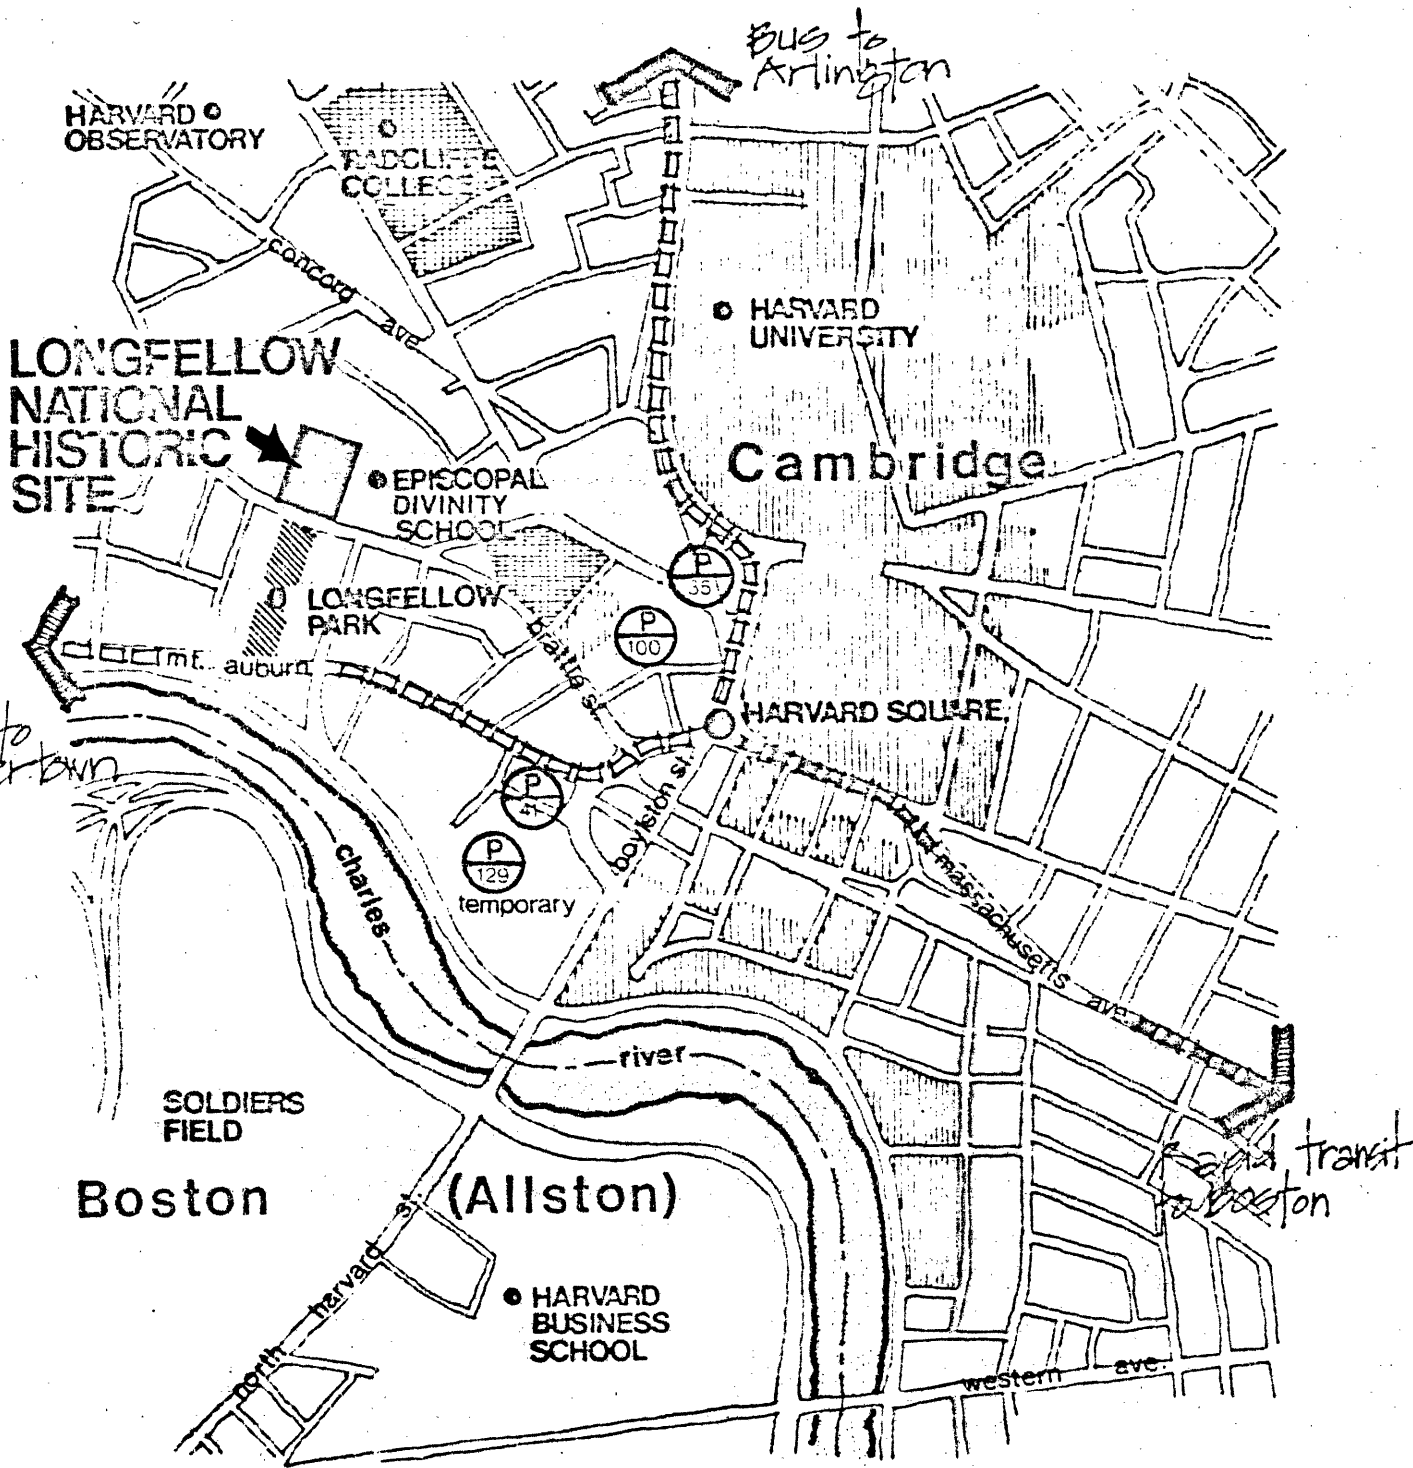 Bus to
Arlington
HARVARD
OBSERVATORY
RADCLIFFE
COLLEGE
concord
ave
HARVARD
UNIVERSITY
LONGFELLOW
NATIONAL
HISTORIC
SITE
Cambridge
EPISCOPAL
DIVINITY
SCHOOL
P
35
LONGFELLOW
PARK
P
100
brattle st.
mt. auburn
HARVARD SQUARE
to
P
boylston st
P
129
temporary
charles
massachusetts ave.
river
SOLDIERS
FIELD
Rapid transit
to Boston
Boston (Allston)
north harvard st
HARVARD
BUSINESS
SCHOOL
western ave.